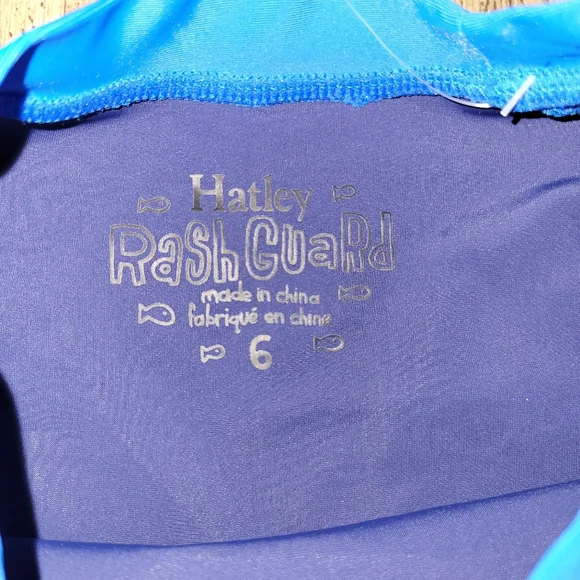 Hatley
Rash Guard
made in china
fabriqué en chine
6